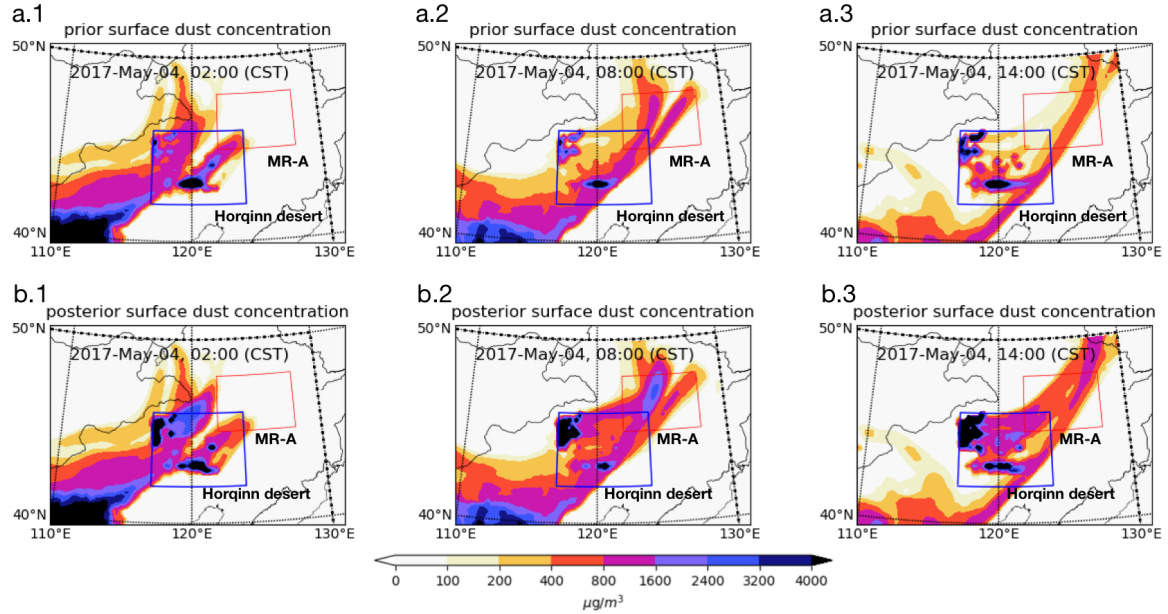 a.1
a.2
a.3
prior surface dust concentration
prior surface dust concentration
prior surface dust concentration
50°N
50°N
50°N
2017-May-04, 02:00 (CST)
2017-May-04, 08:00 (CST)
2017-May-04, 14:00 (CST)
MR-A
MR-A
MR-A
Horqinn desert
Horqinn desert
Horqinn desert
40°N
40°N
40°N
110°E
120°E
130°E
110°E
120°E
130°E
110°E
120°E
130°E
b.1
b.2
b.3
posterior surface dust concentration
posterior surface dust concentration
posterior surface dust concentration
50°N
50°N
50°N
2017-May-04, 02:00 (CST)
2017-May-04, 08:00 (CST)
2017-May-04, 14:00 (CST)
MR-A
MR-A
MR-A
Horqinn desert
Horqinn desert
Horqinn desert
40°N
40°N
40°N
110°E
120°E
130°E
110°E
120°E
130°E
110°E
120°E
130°E
0 100 200 400 800 1600 2400 3200 4000
μg/m³